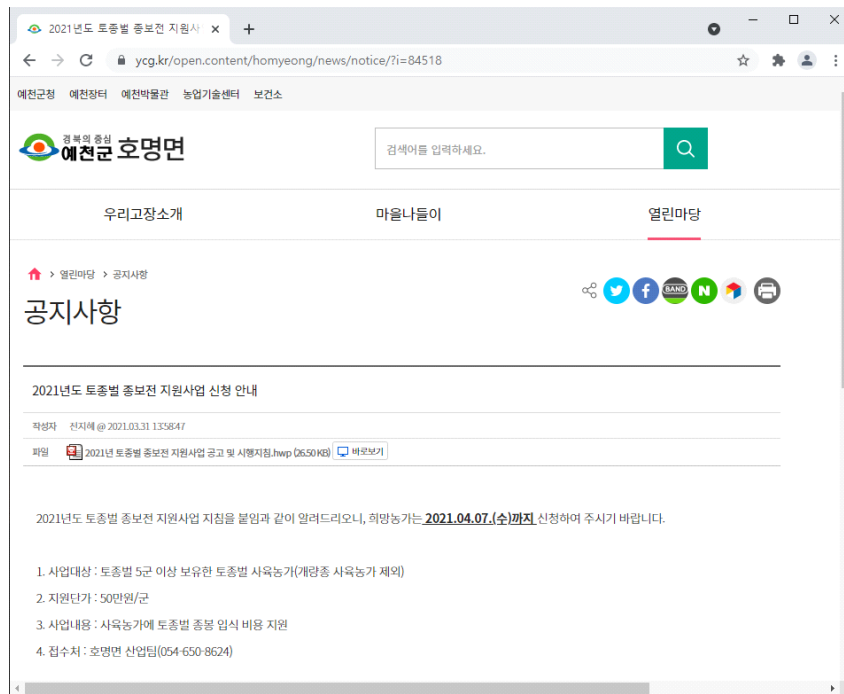 2021년도 토종벌 종보전 지원사
ycg.kr/open.content/homyeong/news/notice/?i=84518
예천군청 예천장터 예천박물관 농업기술센터 보건소
경북의 중심
예천군 호명면
검색어를 입력하세요.
우리고장소개 마을나들이 열린마당
> 열린마당 > 공지사항
BAND N
공지사항
2021년도 토종벌 종보전 지원사업 신청 안내
작성자 전지혜 @ 2021.03.31 13:58:47
파일 2021년 토종벌 종보전 지원사업 공고 및 시행지침.hwp (26.50 KB) 바로보기
2021년도 토종벌 종보전 지원사업 지침을 붙임과 같이 알려드리오니, 희망농가는 2021.04.07.(수)까지 신청하여 주시기 바랍니다.
1. 사업대상 : 토종벌 5군 이상 보유한 토종벌 사육농가(개량종 사육농가 제외)
2. 지원단가 : 50만원/군
3. 사업내용 : 사육농가에 토종벌 종봉 입식 비용 지원
4. 접수처 : 호명면 산업팀(054-650-8624)